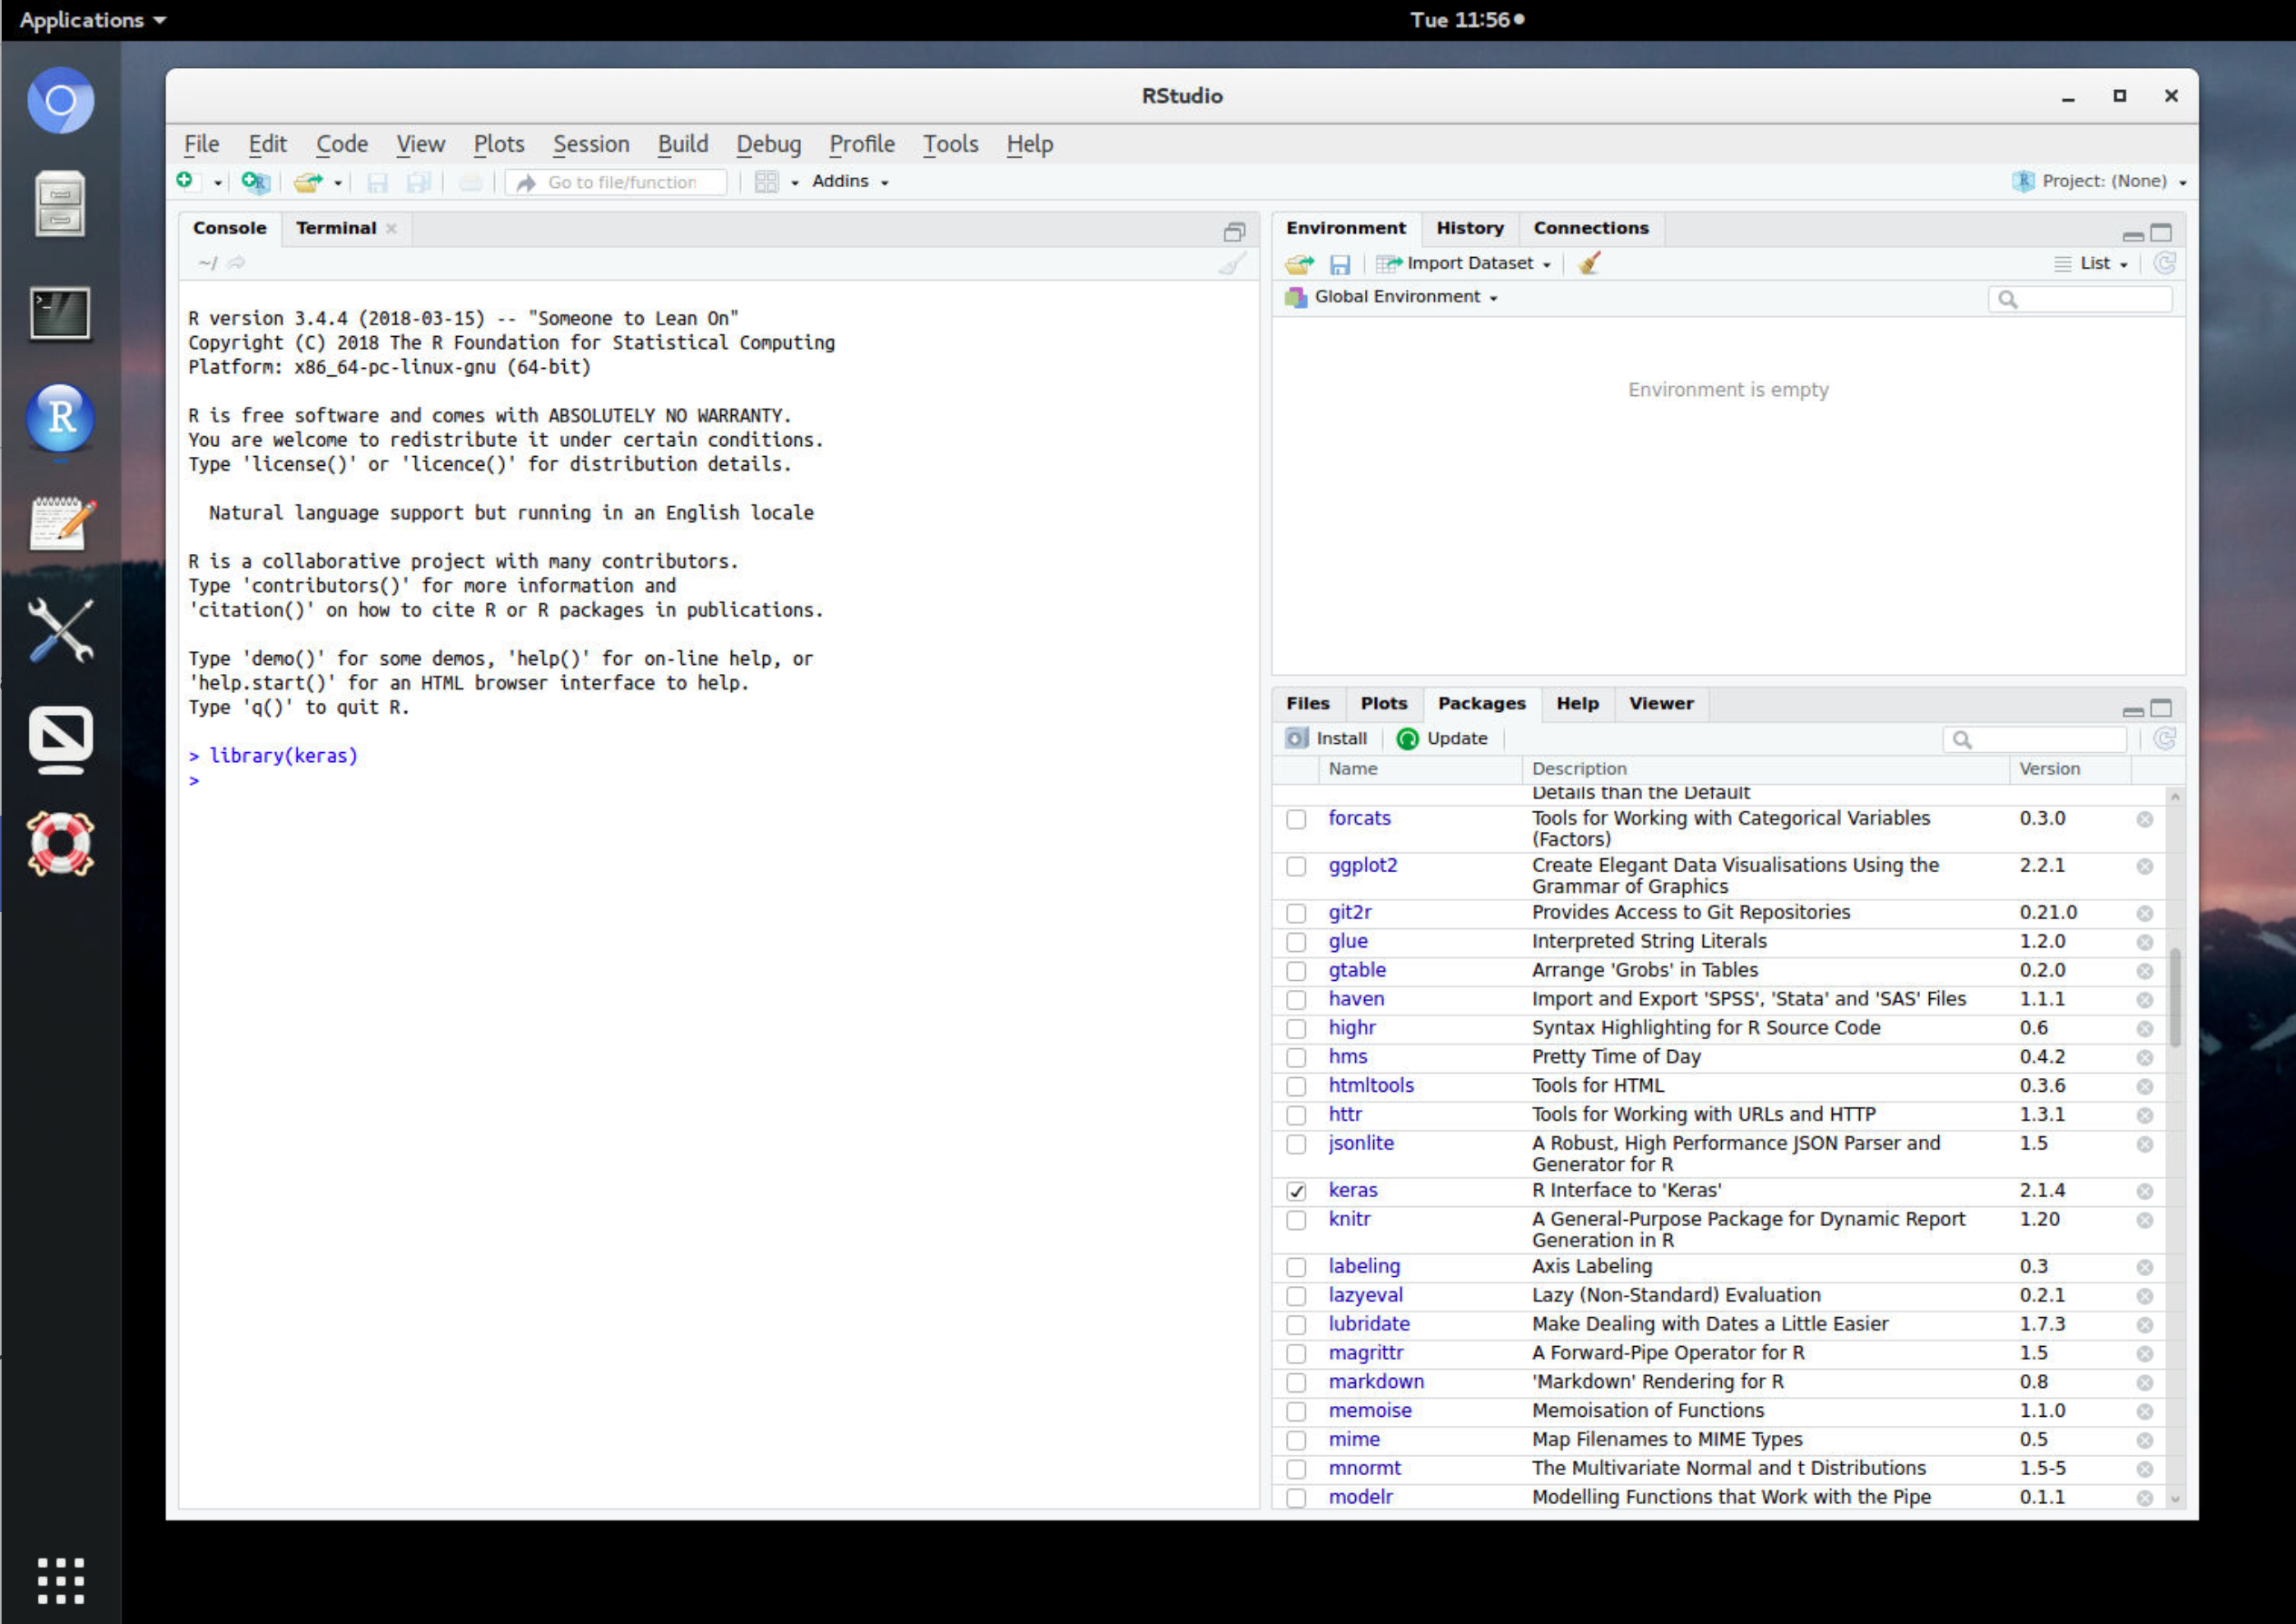 Applications
Tue 11:56
RStudio
File Edit Code View Plots Session Build Debug Profile Tools Help
Go to file/function
Addins
Project: (None)
Console Terminal
~/
R version 3.4.4 (2018-03-15) -- "Someone to Lean On"
Copyright (C) 2018 The R Foundation for Statistical Computing
Platform: x86_64-pc-linux-gnu (64-bit)
R is free software and comes with ABSOLUTELY NO WARRANTY.
You are welcome to redistribute it under certain conditions.
Type 'license()' or 'licence()' for distribution details.
Natural language support but running in an English locale
R is a collaborative project with many contributors.
Type 'contributors()' for more information and
'citation()' on how to cite R or R packages in publications.
Type 'demo()' for some demos, 'help()' for on-line help, or
'help.start()' for an HTML browser interface to help.
Type 'q()' to quit R.
> library(keras)
>
Environment History Connections
Import Dataset
List
Global Environment
Environment is empty
Files Plots Packages Help Viewer
Install Update
Name Description Version
Details than the Default
forcats Tools for Working with Categorical Variables 0.3.0
(Factors)
ggplot2 Create Elegant Data Visualisations Using the 2.2.1
Grammar of Graphics
git2r Provides Access to Git Repositories 0.21.0
glue Interpreted String Literals 1.2.0
gtable Arrange 'Grobs' in Tables 0.2.0
haven Import and Export 'SPSS', 'Stata' and 'SAS' Files 1.1.1
highr Syntax Highlighting for R Source Code 0.6
hms Pretty Time of Day 0.4.2
htmltools Tools for HTML 0.3.6
httr Tools for Working with URLs and HTTP 1.3.1
jsonlite A Robust, High Performance JSON Parser and 1.5
Generator for R
keras R Interface to 'Keras' 2.1.4
knitr A General-Purpose Package for Dynamic Report 1.20
Generation in R
labeling Axis Labeling 0.3
lazyeval Lazy (Non-Standard) Evaluation 0.2.1
lubridate Make Dealing with Dates a Little Easier 1.7.3
magrittr A Forward-Pipe Operator for R 1.5
markdown 'Markdown' Rendering for R 0.8
memoise Memoisation of Functions 1.1.0
mime Map Filenames to MIME Types 0.5
mnormt The Multivariate Normal and t Distributions 1.5-5
modelr Modelling Functions that Work with the Pipe 0.1.1